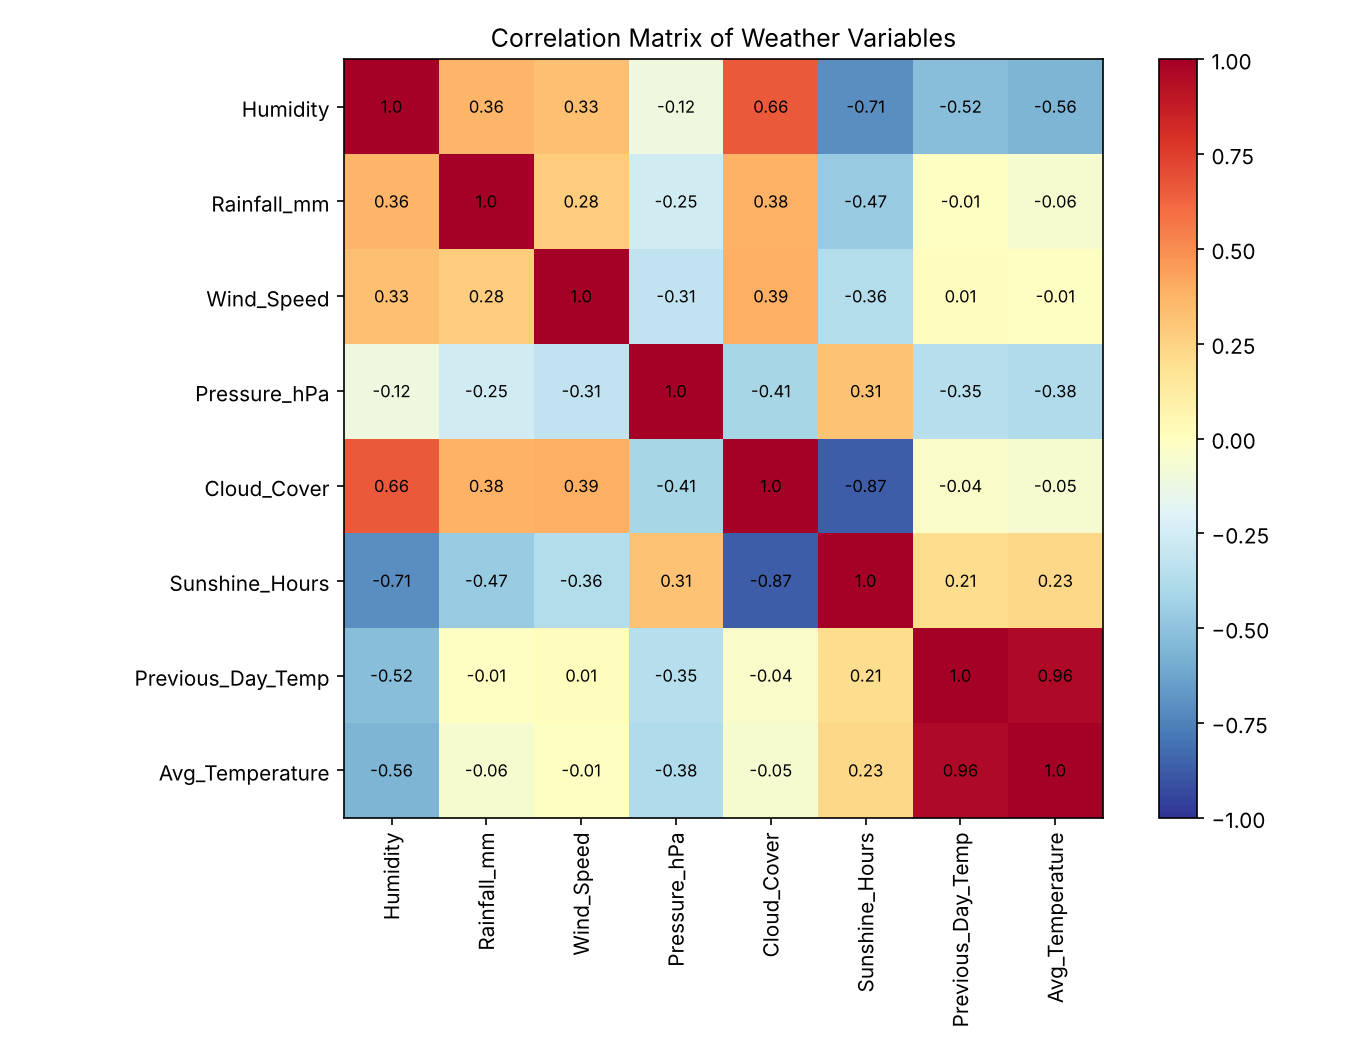 Correlation Matrix of Weather Variables
Humidity 1.0 0.36 0.33 -0.12 0.66 -0.71 -0.52 -0.56
Rainfall_mm 0.36 1.0 0.28 -0.25 0.38 -0.47 -0.01 -0.06
Wind_Speed 0.33 0.28 1.0 -0.31 0.39 -0.36 0.01 -0.01
Pressure_hPa -0.12 -0.25 -0.31 1.0 -0.41 0.31 -0.35 -0.38
Cloud_Cover 0.66 0.38 0.39 -0.41 1.0 -0.87 -0.04 -0.05
Sunshine_Hours -0.71 -0.47 -0.36 0.31 -0.87 1.0 0.21 0.23
Previous_Day_Temp -0.52 -0.01 0.01 -0.35 -0.04 0.21 1.0 0.96
Avg_Temperature -0.56 -0.06 -0.01 -0.38 -0.05 0.23 0.96 1.0
Humidity
Rainfall_mm
Wind_Speed
Pressure_hPa
Cloud_Cover
Sunshine_Hours
Previous_Day_Temp
Avg_Temperature
1.00
0.75
0.50
0.25
0.00
−0.25
−0.50
−0.75
−1.00